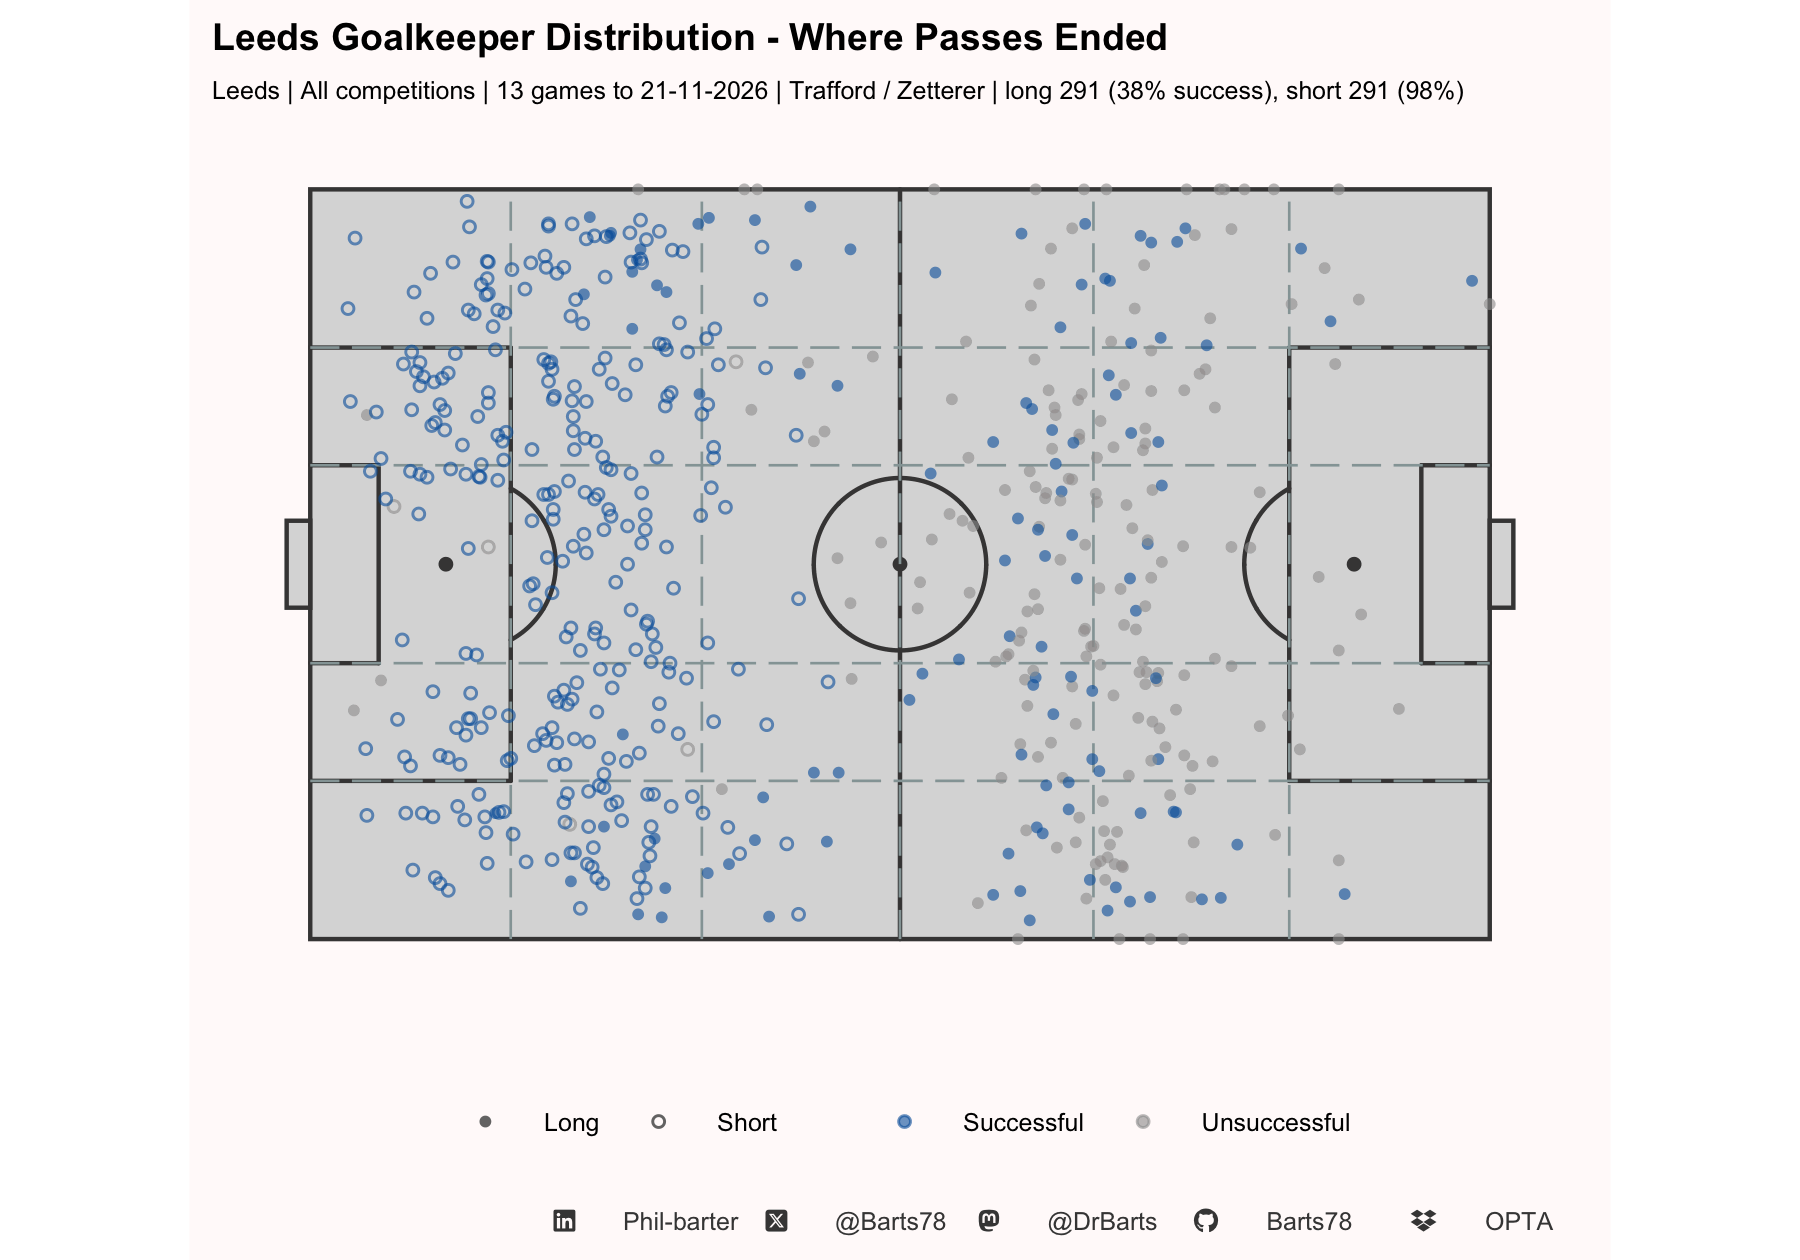 Leeds Goalkeeper Distribution - Where Passes Ended
Leeds | All competitions | 13 games to 21-11-2026 | Trafford / Zetterer | long 291 (38% success), short 291 (98%)
Long Short Successful Unsuccessful
Phil-barter @Barts78 @DrBarts Barts78 OPTA